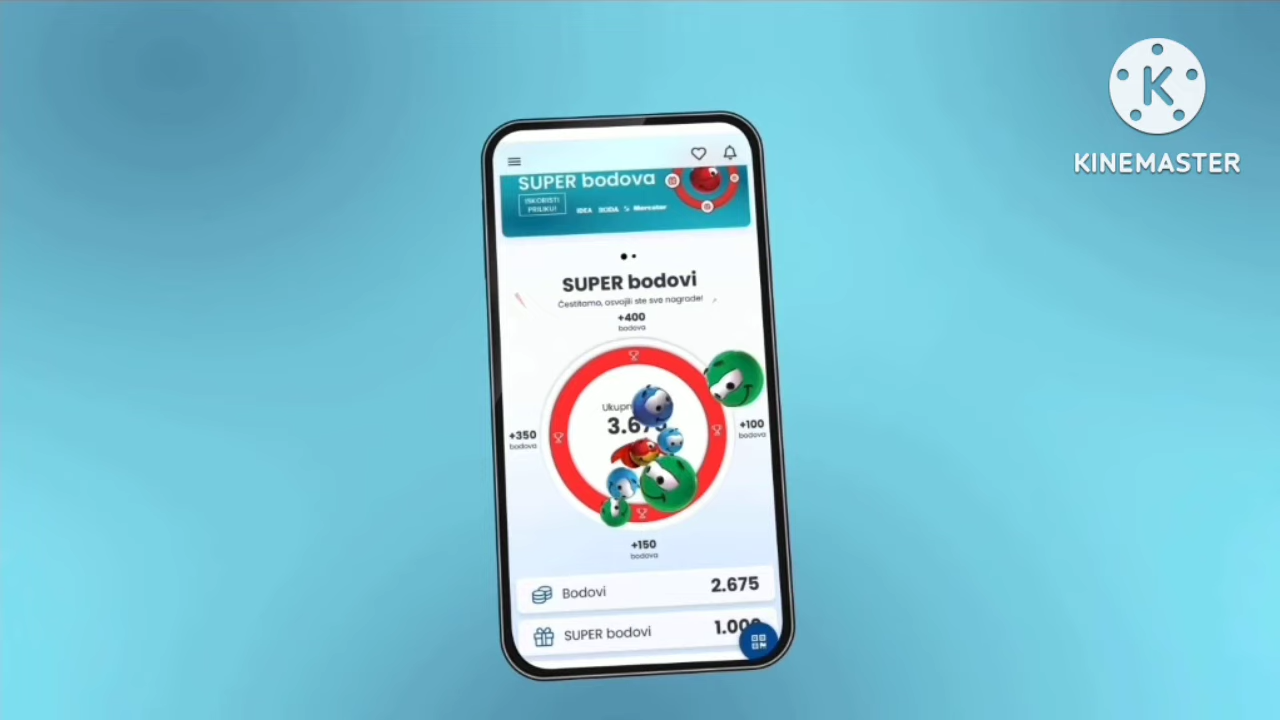 KINEMASTER
SUPER bodova
ISKORISTI
PRILIKU!
IDEA RODA Mercator
SUPER bodovi
Čestitamo, osvojili ste sve nagrade!
+400
bodova
+350
bodova
+100
bodova
+150
bodova
Bodovi 2.675
SUPER bodovi